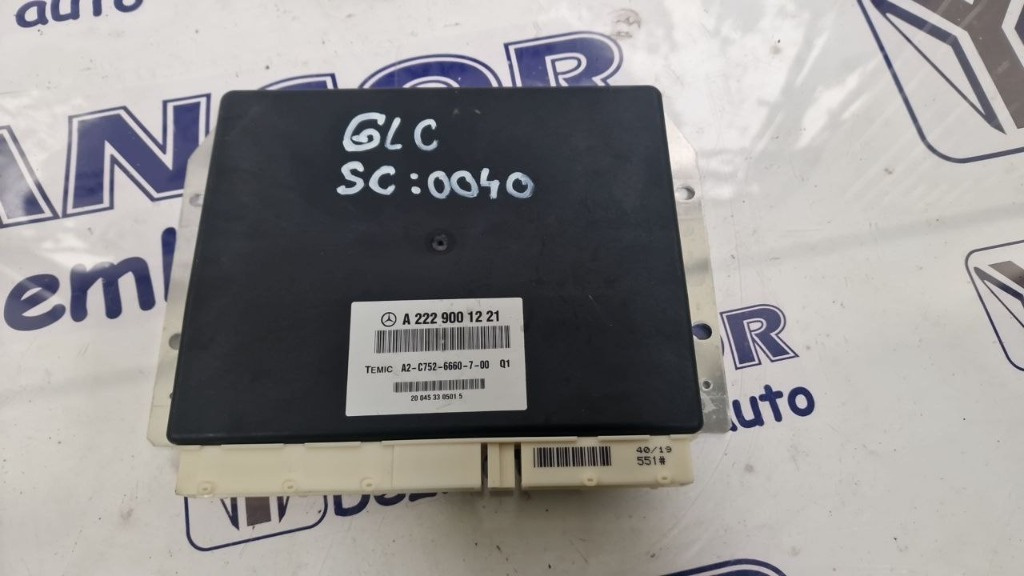 auto
ANGOR
GLC
SC:0040
A 222 900 12 21
TEMIC A2-C752-6660-7-00 Q1
20 845 33 0501 5
40/19
551#
auto